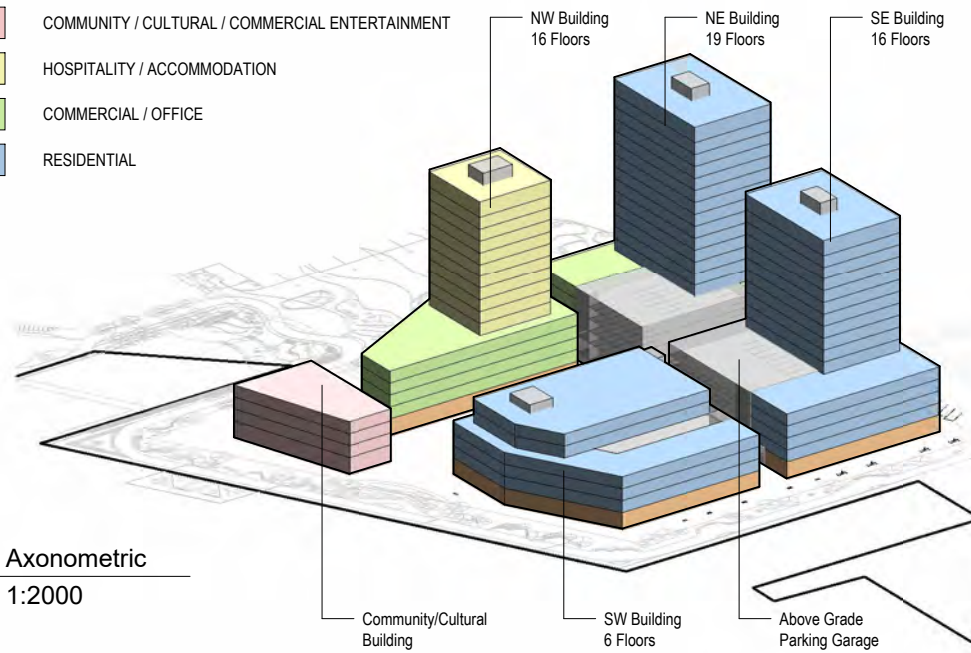 COMMUNITY / CULTURAL / COMMERCIAL ENTERTAINMENT
HOSPITALITY / ACCOMMODATION
COMMERCIAL / OFFICE
RESIDENTIAL
NW Building
16 Floors
NE Building
19 Floors
SE Building
16 Floors
Axonometric
1:2000
Community/Cultural
Building
SW Building
6 Floors
Above Grade
Parking Garage